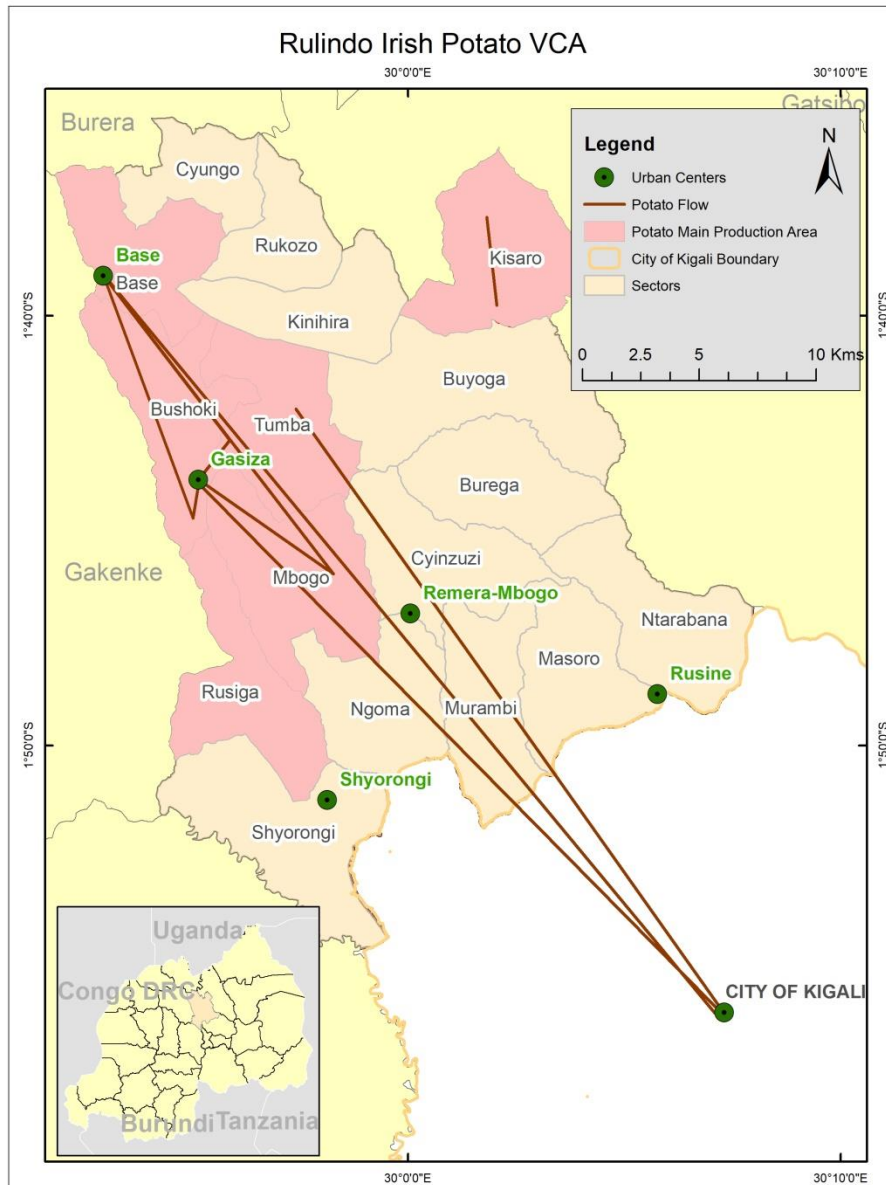 Rulindo Irish Potato VCA
30°0'0"E
30°10'0"E
Burera
Gatsibo
Legend
N
Urban Centers
Potato Flow
Potato Main Production Area
City of Kigali Boundary
Sectors
0 2.5 5 10 Kms
Cyungo
Rukozo
Kisaro
Base
Base
Kinihira
1°40'0"S
1°40'0"S
Buyoga
Bushoki
Tumba
Gasiza
Burega
Gakenke
Cyinzuzi
Mbogo
Remera-Mbogo
Ntarabana
Masoro
Rusine
Rusiga
Ngoma
Murambi
1°50'0"S
1°50'0"S
Shyorongi
Shyorongi
CITY OF KIGALI
Uganda
Congo DRC
Burundi
Tanzania
30°0'0"E
30°10'0"E